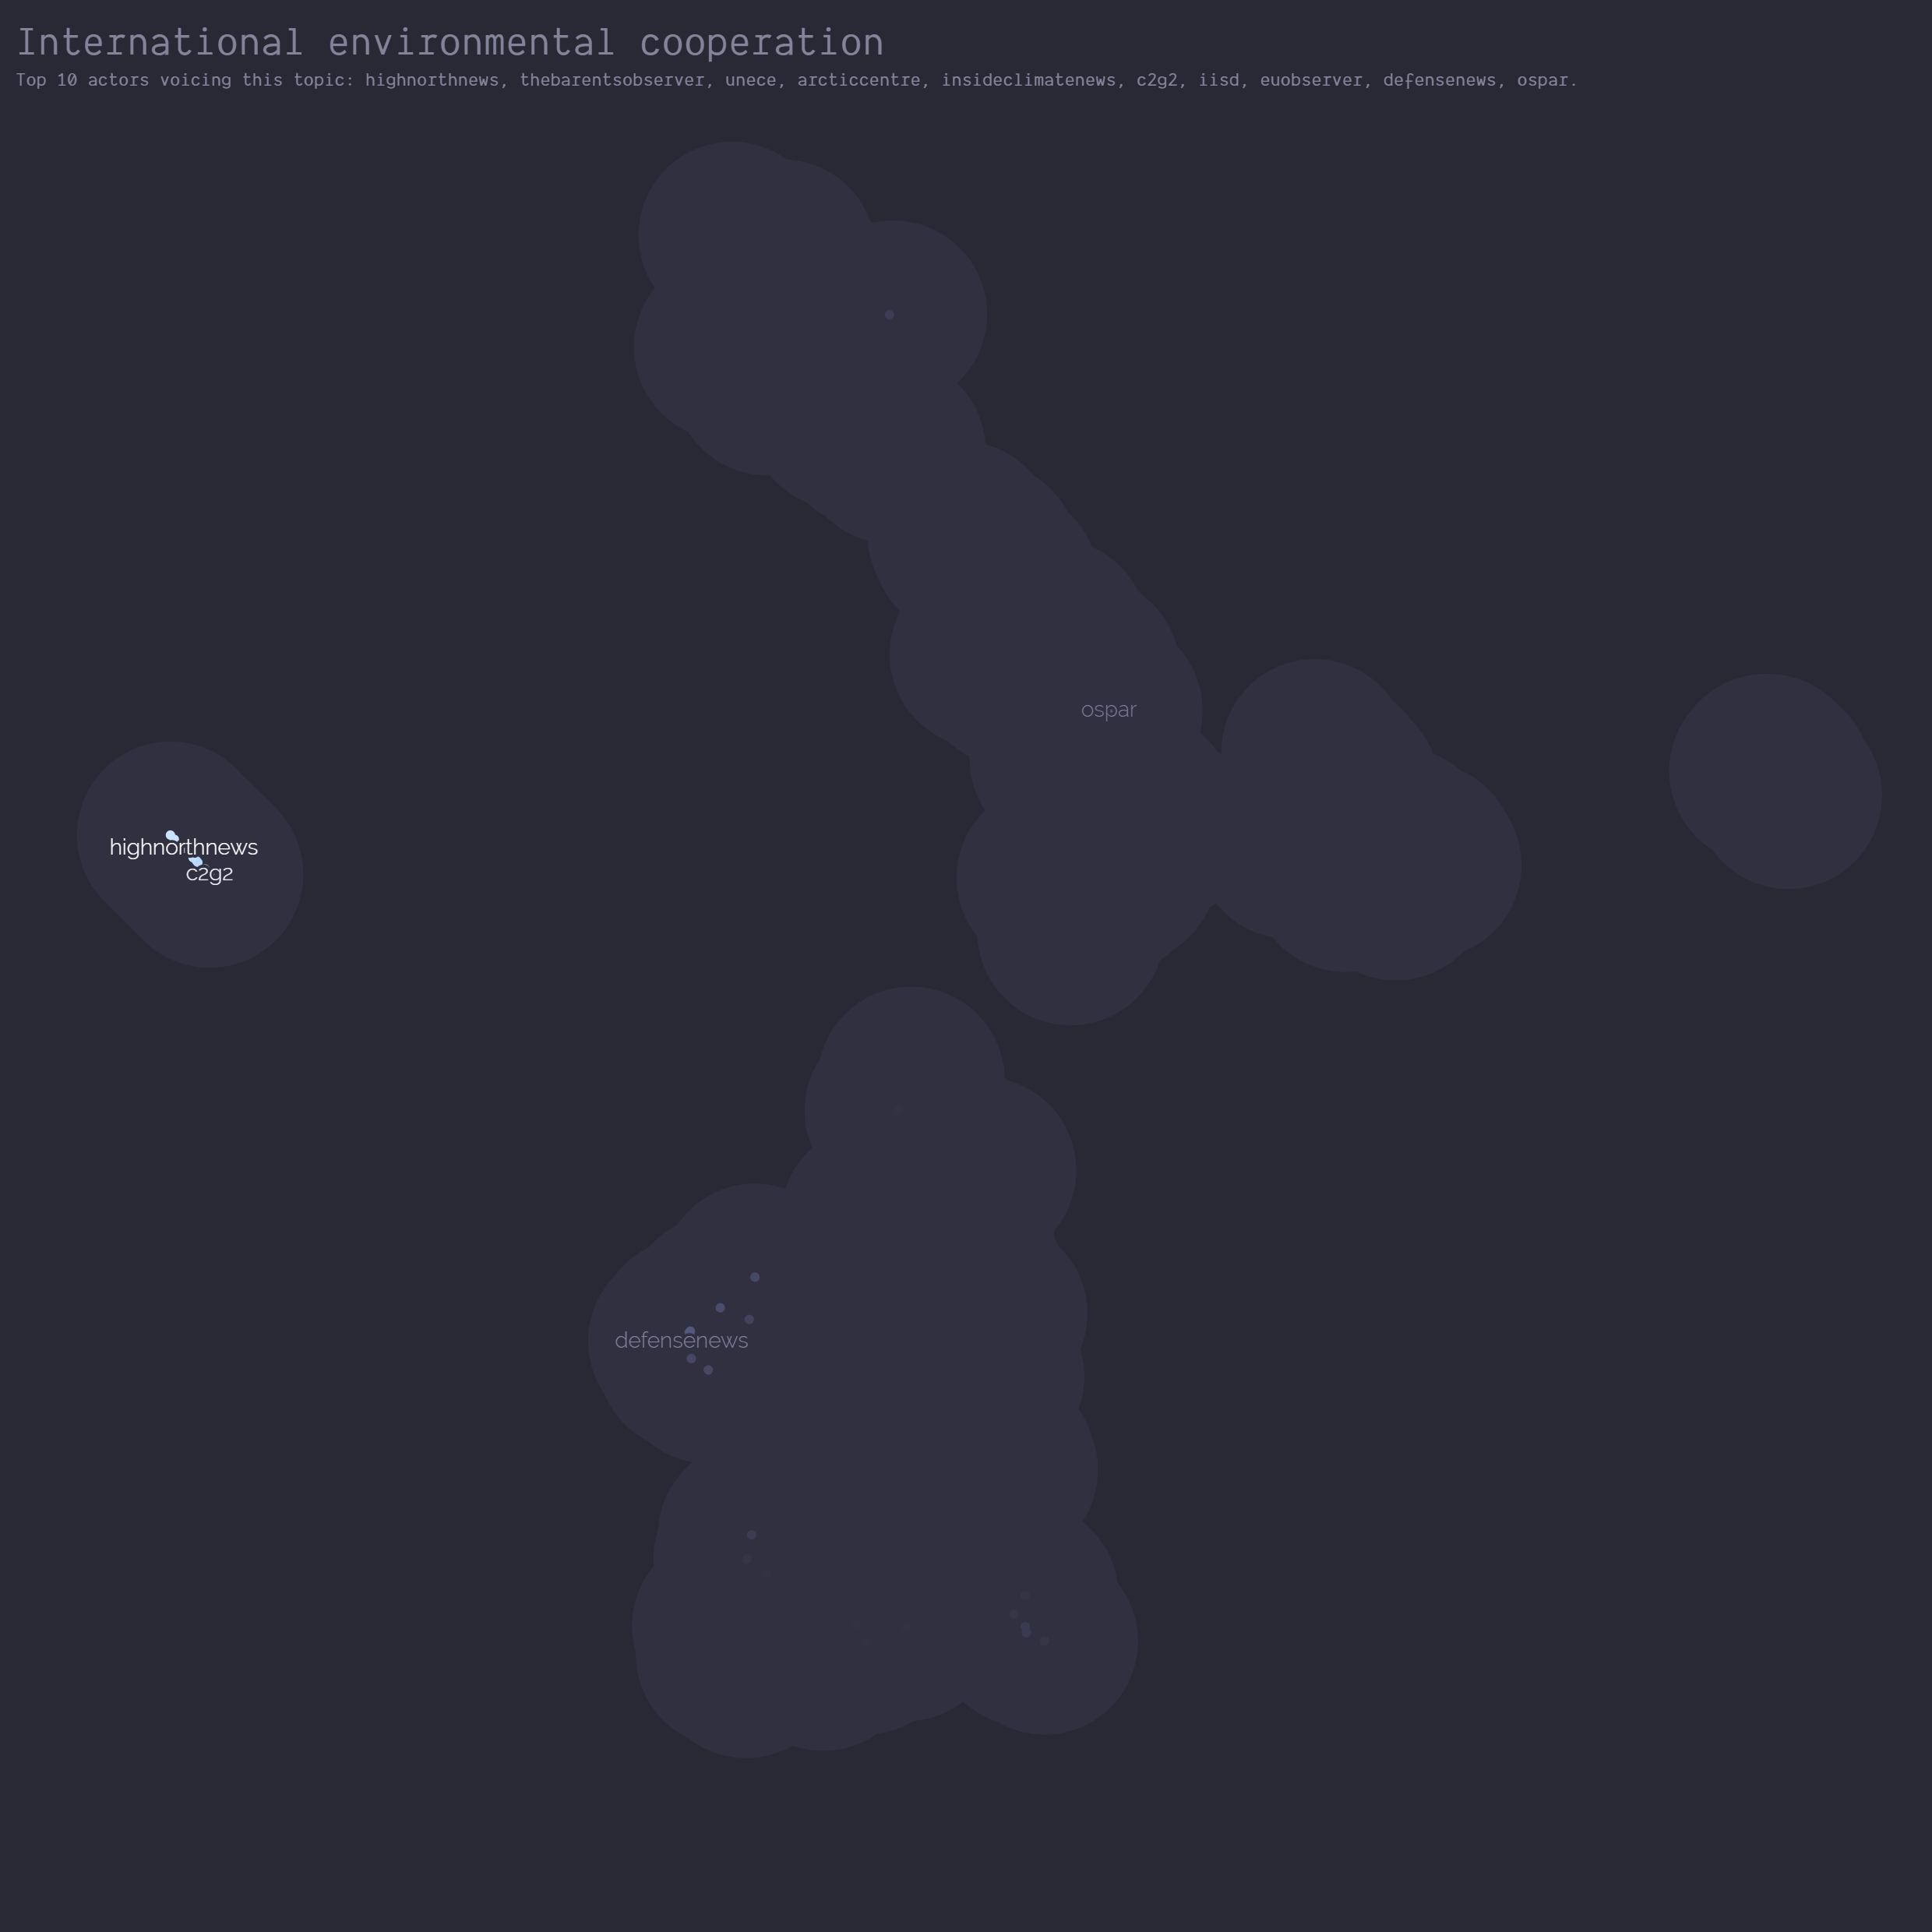 International environmental cooperation
Top 10 actors voicing this topic: highnorthnews, thebarentsobserver, unece, arcticcentre, insideclimatenews, c2g2, iisd, euobserver, defensenews, ospar.
ospar
highnorthnews
c2g2
defensenews